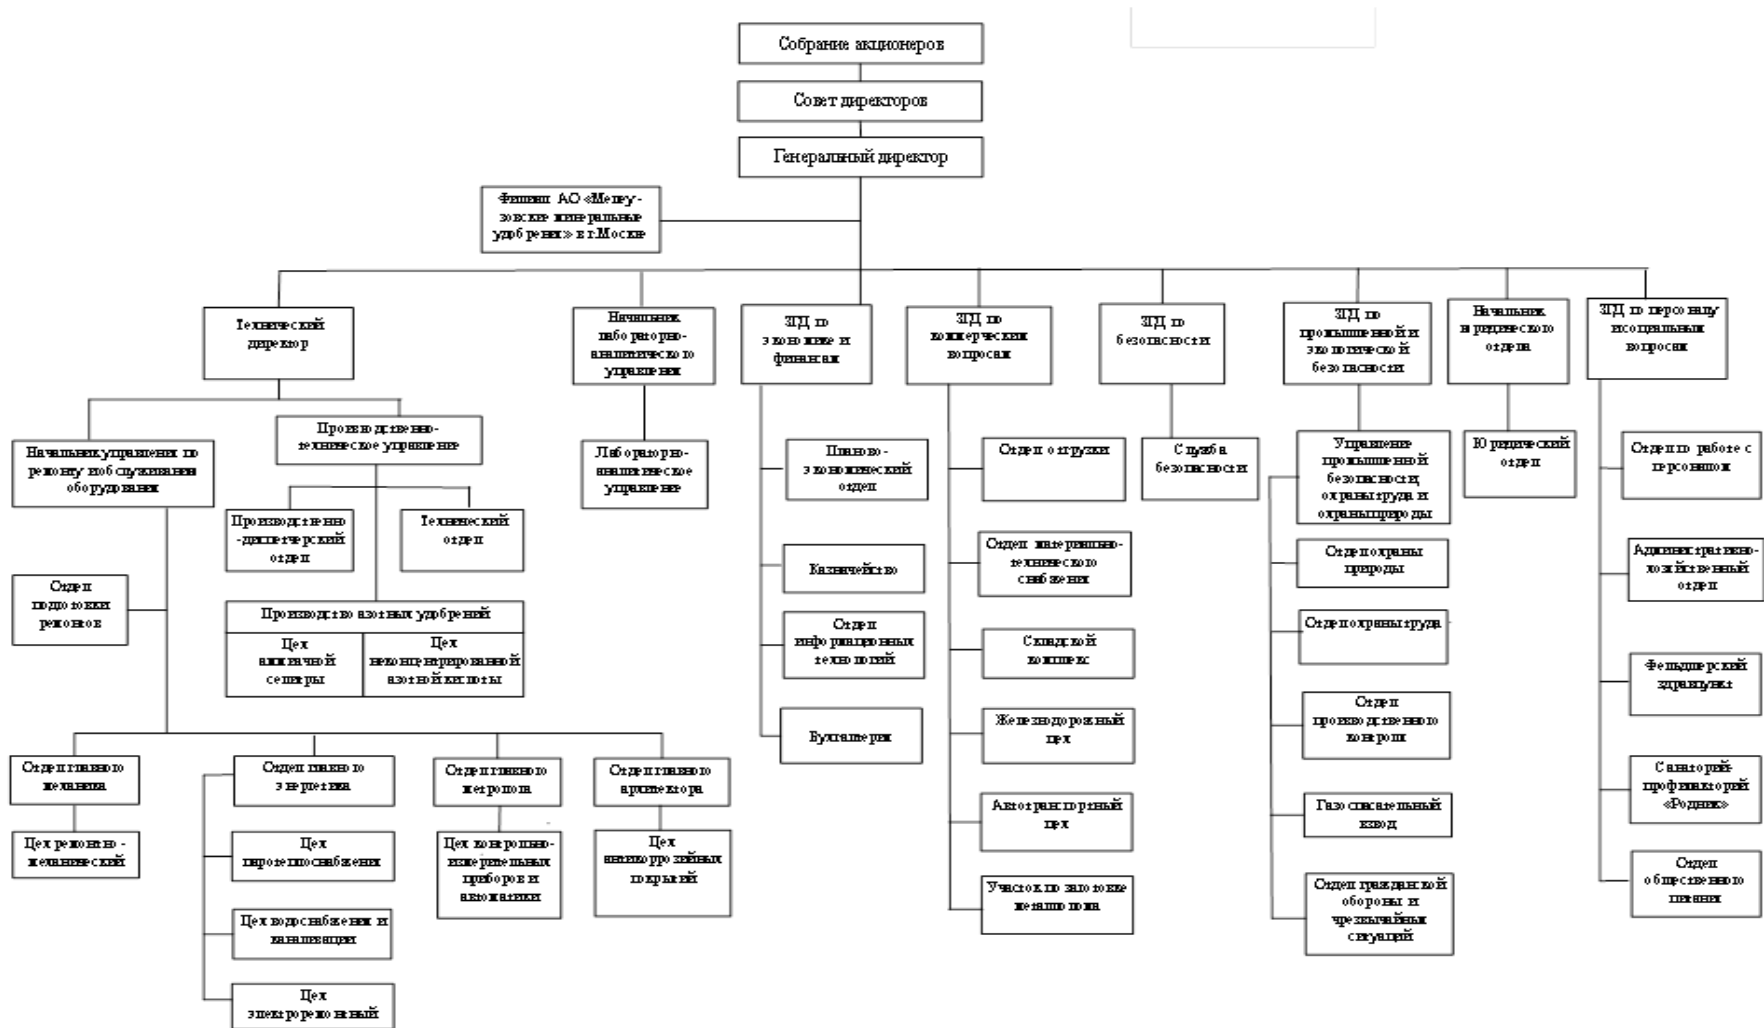 Собрание акционеров
Совет директоров
Генеральный директор
Филиал АО «Мелеу-
зовские минеральные
удобрения» в г.Москве
Технический
директор
Начальник
лабораторно-
аналитического
управления
ЗГД по
экономике и
финансам
ЗГД по
коммерческим
вопросам
ЗГД по
безопасности
ЗГД по
промышленной и
экологической
безопасности
Начальник
юридического
отдела
ЗГД по персоналу
и социальным
вопросам
Начальник управления по
ремонту и обслуживанию
оборудования
Производственно-
техническое управление
Лабораторно-
аналитическое
управление
Планово-
экономический
отдел
Отдел отгрузки
Служба
безопасности
Управление
промышленной
безопасности,
охраны труда и
охраны природы
Юридический
отдел
Отдел по работе с
персоналом
Производственно
-диспетчерский
отдел
Технический
отдел
Отдел
подготовки
ремонтов
Казначейство
Отдел материально-
технического
снабжения
Отдел охраны
природы
Административно-
хозяйственный
отдел
Производство азотных удобрений
Цех
аммиачной
селитры
Цех
неконцентрированной
азотной кислоты
Отдел
информационных
технологий
Складской
комплекс
Отдел охраны труда
Фельдшерский
здравпункт
Бухгалтерия
Железнодорожный
цех
Отдел
производственного
контроля
Отдел главного
механика
Отдел главного
энергетика
Отдел главного
метролога
Отдел главного
архитектора
Автотранспортный
цех
Газоспасательный
взвод
Санаторий-
профилакторий
«Родник»
Цех ремонтно-
механический
Цех
паротеплоснабжения
Цех контрольно-
измерительных
приборов и
автоматики
Цех
антикоррозийных
покрытий
Участок по заготовке
металлолома
Отдел гражданской
обороны и
чрезвычайных
ситуаций
Отдел
общественного
питания
Цех водоснабжения и
канализации
Цех
электроремонтный